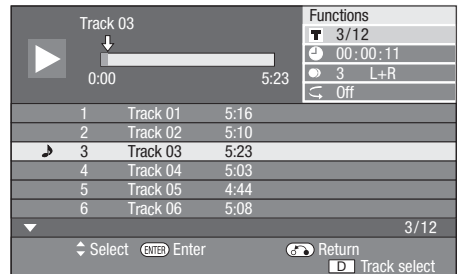 Track 03
0:00 5:23
Functions
T 3/12
00:00:11
3 L+R
Off
1 Track 01 5:16
2 Track 02 5:10
3 Track 03 5:23
4 Track 04 5:03
5 Track 05 4:44
6 Track 06 5:08
3/12
Select ENTER Enter Return
D Track select